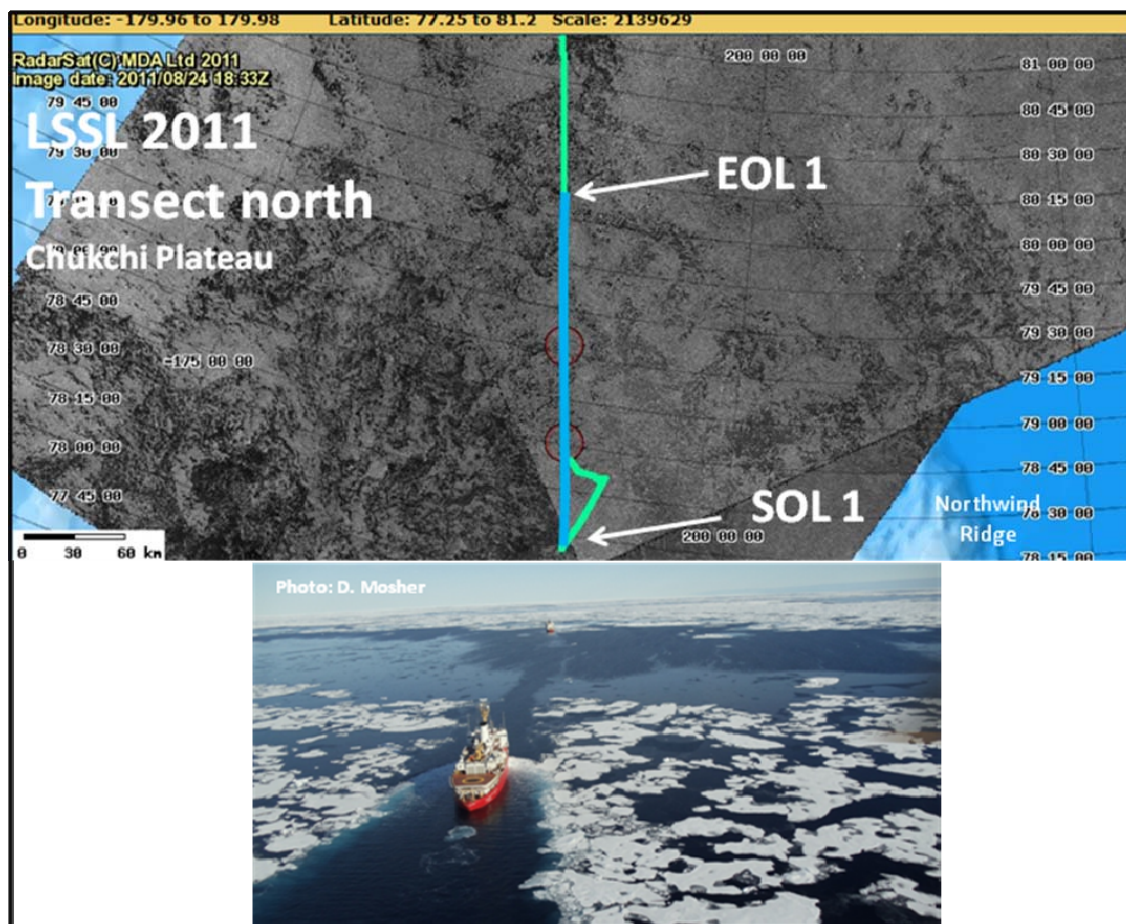 Longitude: -179.96 to 179.98 Latitude: 77.25 to 81.2 Scale: 2139629
RadarSat(C) MDA Ltd 2011
Image date: 2011/08/24 18:33Z
LSSL 2011
Transect north
Chukchi Plateau
79 45 00
79 30 00
78 45 00
78 30 00
78 15 00
78 00 00
77 45 00
-175 00 00
200 00 00
EOL 1
SOL 1
200 00 00
81 00 00
80 45 00
80 30 00
80 15 00
80 00 00
79 45 00
79 30 00
79 15 00
79 00 00
78 45 00
78 30 00
78 15 00
Northwind
Ridge
0 30 60 km
Photo: D. Mosher